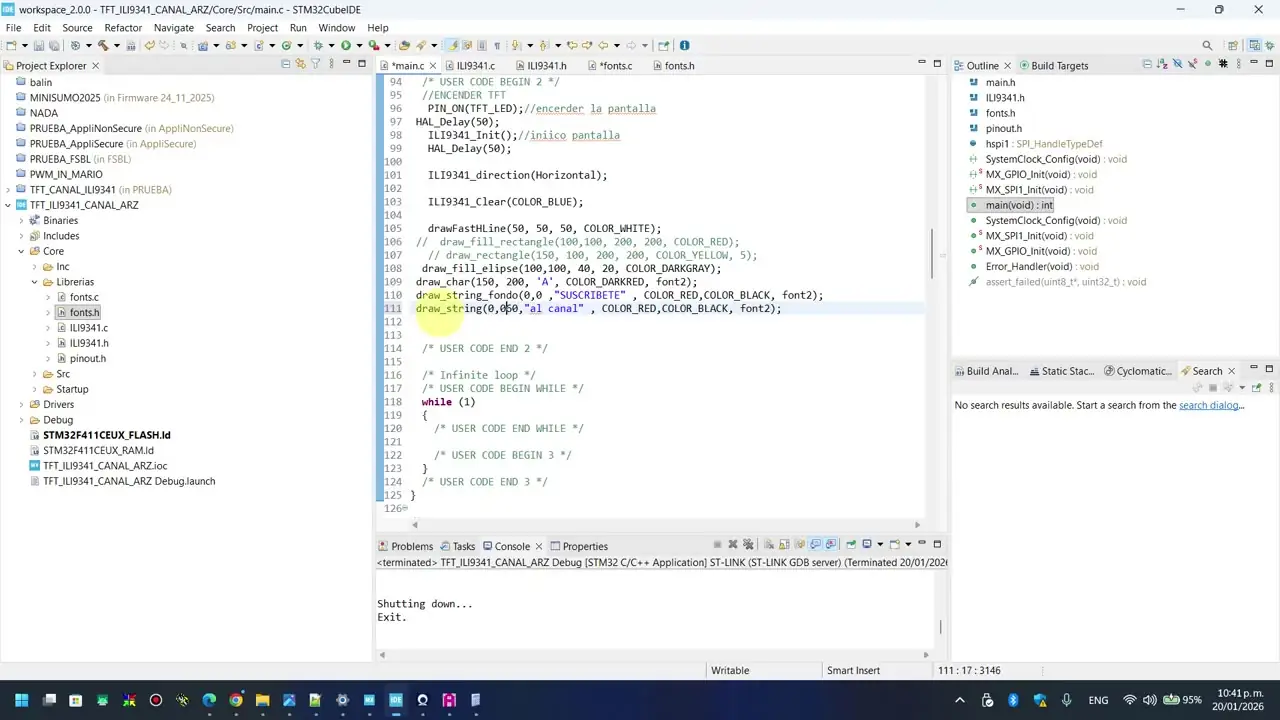 workspace_2.0.0 - TFT_ILI9341_CANAL_ARZ/Core/Src/main.c - STM32CubeIDE
File Edit Source Refactor Navigate Search Project Run Window Help
Project Explorer
balin
MINISUMO2025 (in Firmware 24_11_2025)
NADA
PRUEBA_AppliNonSecure (in AppliNonSecure)
PRUEBA_AppliSecure (in AppliSecure)
PRUEBA_FSBL (in FSBL)
PWM_IN_MARIO
TFT_CANAL_ILI9341 (in PRUEBA)
TFT_ILI9341_CANAL_ARZ
Binaries
Includes
Core
Inc
Librerias
fonts.c
fonts.h
ILI9341.c
ILI9341.h
pinout.h
Src
Startup
Drivers
Debug
STM32F411CEUX_FLASH.ld
STM32F411CEUX_RAM.ld
TFT_ILI9341_CANAL_ARZ.ioc
TFT_ILI9341_CANAL_ARZ Debug.launch
*main.c ILI9341.c ILI9341.h *fonts.c fonts.h
94 /* USER CODE BEGIN 2 */
95 //ENCENDER TFT
96 PIN_ON(TFT_LED);//encerder la pantalla
97 HAL_Delay(50);
98 ILI9341_Init();//iniico pantalla
99 HAL_Delay(50);
100
101 ILI9341_direction(Horizontal);
102
103 ILI9341_Clear(COLOR_BLUE);
104
105 drawFastHLine(50, 50, 50, COLOR_WHITE);
106 // draw_fill_rectangle(100,100, 200, 200, COLOR_RED);
107 // draw_rectangle(150, 100, 200, 200, COLOR_YELLOW, 5);
108 draw_fill_elipse(100,100, 40, 20, COLOR_DARKGRAY);
109 draw_char(150, 200, 'A', COLOR_DARKRED, font2);
110 draw_string_fondo(0,0 ,"SUSCRIBETE" , COLOR_RED,COLOR_BLACK, font2);
111 draw_string(0,050,"al canal" , COLOR_RED,COLOR_BLACK, font2);
112
113
114 /* USER CODE END 2 */
115
116 /* Infinite loop */
117 /* USER CODE BEGIN WHILE */
118 while (1)
119 {
120 /* USER CODE END WHILE */
121
122 /* USER CODE BEGIN 3 */
123 }
124 /* USER CODE END 3 */
125 }
126
Problems Tasks Console Properties
<terminated> TFT_ILI9341_CANAL_ARZ Debug [STM32 C/C++ Application] ST-LINK (ST-LINK GDB server) (Terminated 20/01/2026
Shutting down...
Exit.
Outline Build Targets
main.h
ILI9341.h
fonts.h
pinout.h
hspi1 : SPI_HandleTypeDef
SystemClock_Config(void) : void
MX_GPIO_Init(void) : void
MX_SPI1_Init(void) : void
main(void) : int
SystemClock_Config(void) : void
MX_SPI1_Init(void) : void
MX_GPIO_Init(void) : void
Error_Handler(void) : void
assert_failed(uint8_t*, uint32_t) : void
Build Anal... Static Stac... Cyclomatic... Search
No search results available. Start a search from the search dialog...
Writable Smart Insert 111 : 17 : 3146
ENG 95% 10:41 p. m.
20/01/2026